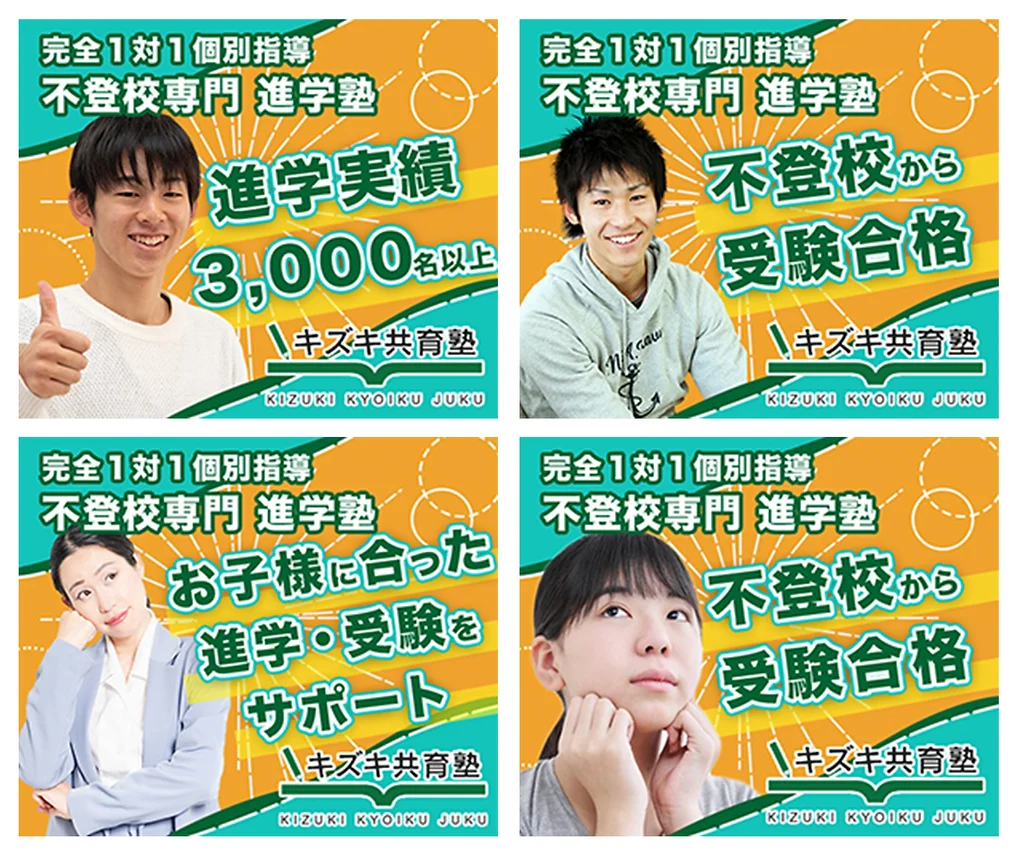 完全1対1個別指導
不登校専門 進学塾
進学実績
3,000名以上
キズキ共育塾
KIZUKI KYOIKU JUKU
完全1対1個別指導
不登校専門 進学塾
不登校から
受験合格
キズキ共育塾
KIZUKI KYOIKU JUKU
完全1対1個別指導
不登校専門 進学塾
お子様に合った
進学・受験を
サポート
キズキ共育塾
KIZUKI KYOIKU JUKU
完全1対1個別指導
不登校専門 進学塾
不登校から
受験合格
キズキ共育塾
KIZUKI KYOIKU JUKU